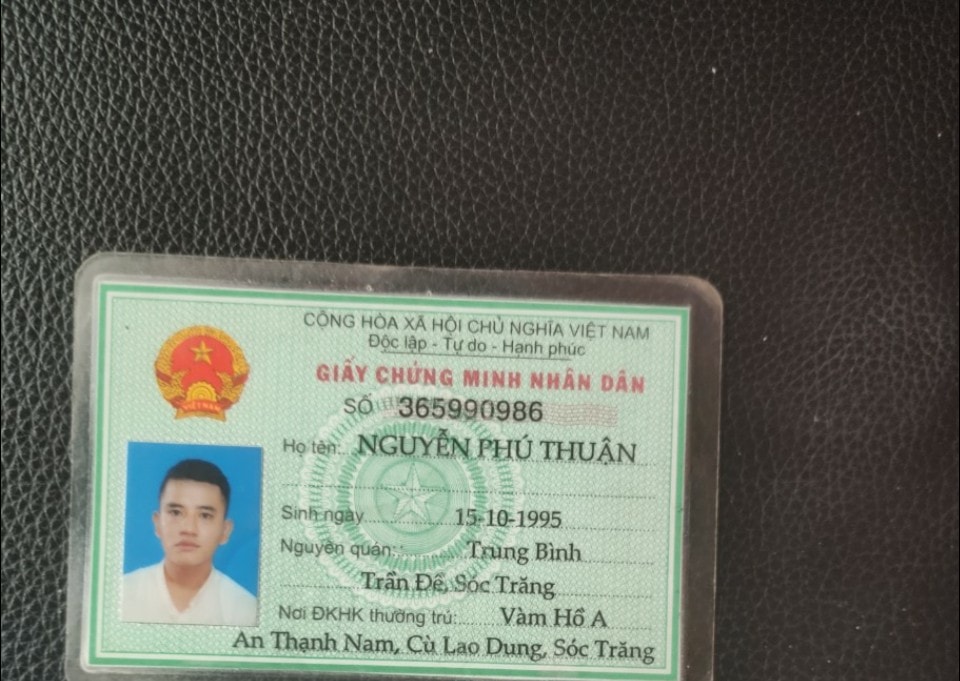 CỘNG HÒA XÃ HỘI CHỦ NGHĨA VIỆT NAM
Độc lập - Tự do - Hạnh phúc
GIẤY CHỨNG MINH NHÂN DÂN
SỐ 365990986
Họ tên: NGUYỄN PHÚ THUẬN
Sinh ngày 15-10-1995
Nguyên quán: Trung Bình
Trần Đề, Sóc Trăng
Nơi ĐKHK thường trú: Vàm Hồ A
An Thạnh Nam, Cù Lao Dung, Sóc Trăng
VIỆT NAM